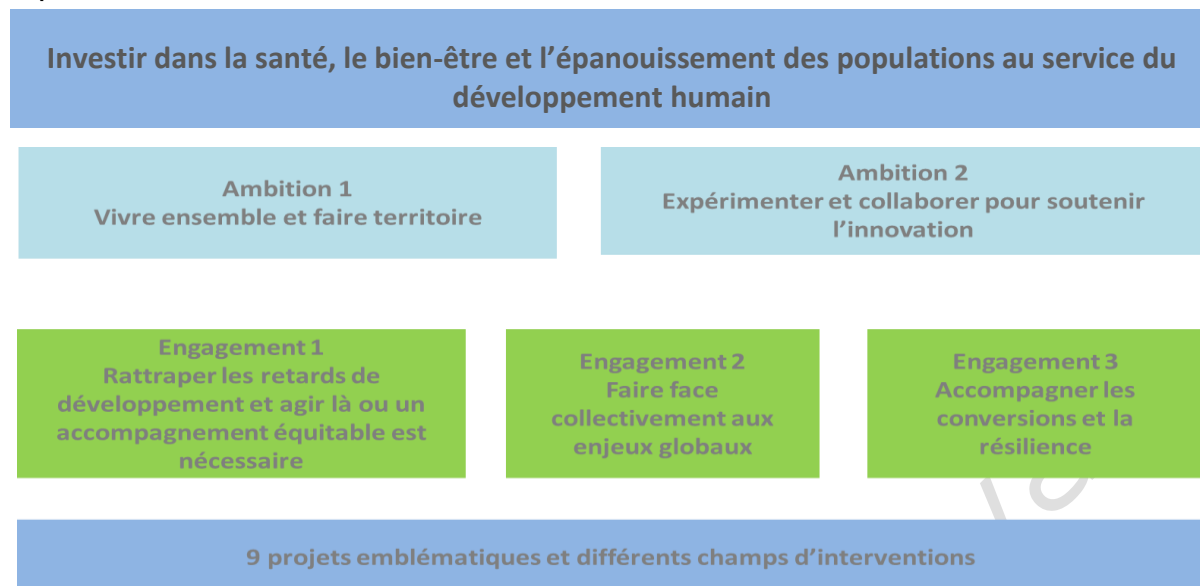 Investir dans la santé, le bien-être et l’épanouissement des populations au service du
développement humain
Ambition 1
Vivre ensemble et faire territoire
Ambition 2
Expérimenter et collaborer pour soutenir
l’innovation
Engagement 1
Rattraper les retards de
développement et agir là ou un
accompagnement équitable est
nécessaire
Engagement 2
Faire face
collectivement aux
enjeux globaux
Engagement 3
Accompagner les
conversions et la
résilience
9 projets emblématiques et différents champs d’interventions